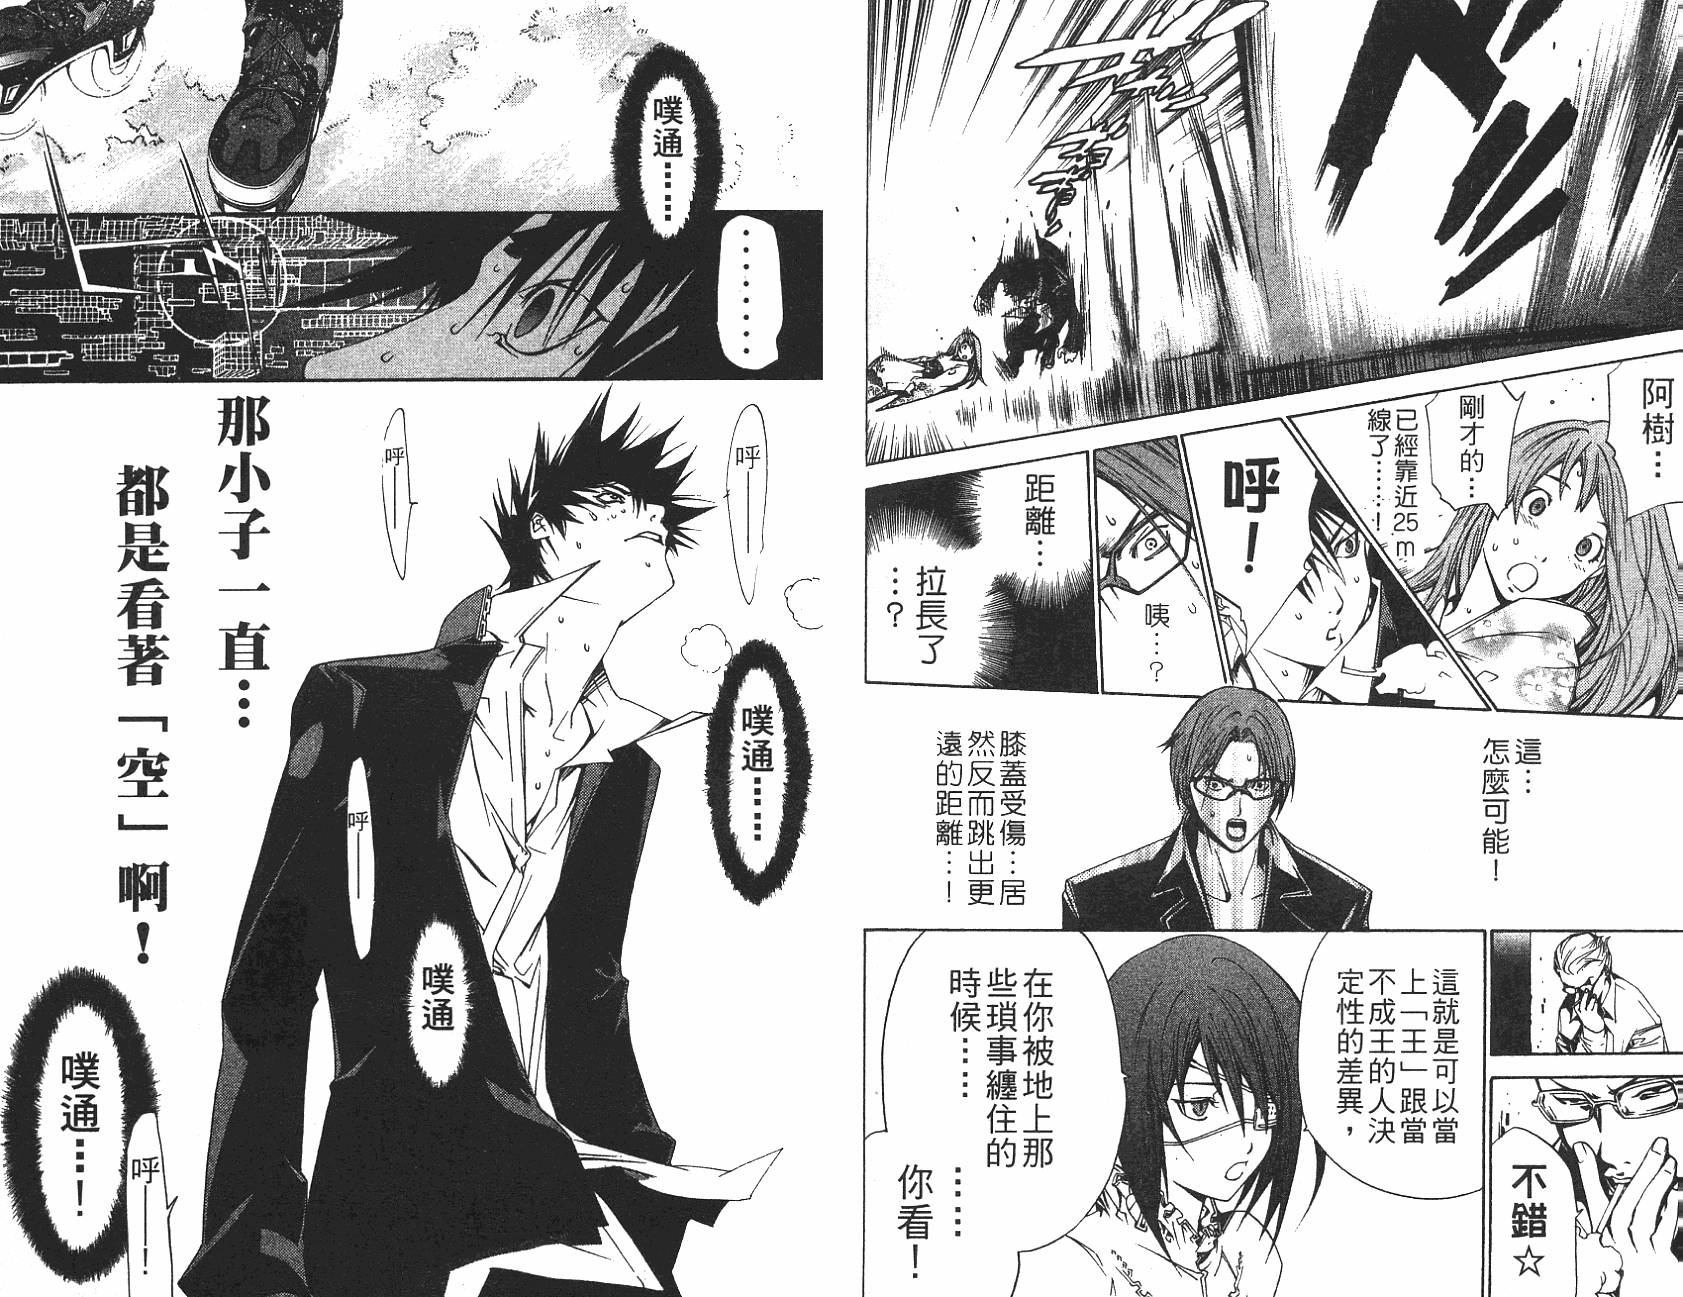 阿樹…
剛才的…
已經靠近25m
線了……！
呼！
咦…？
距離…
拉長了
…？
這…
怎麼可能！
膝蓋受傷…居
然反而跳出更
遠的距離…！
不錯☆
這就是可以當
上「王」跟當
不成王的人決
定性的差異，
在你被地上那
些瑣事纏住的
時候……
……
你看！
噗通……
………
那小子一直…
都是看著「空」啊！
呼──
呼──
噗通……
呼──
噗通
噗通……！
呼──！